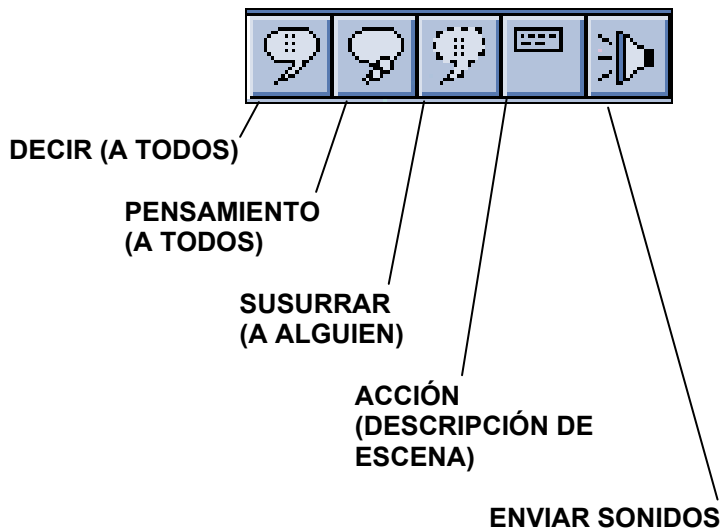 DECIR (A TODOS)
PENSAMIENTO
(A TODOS)
SUSURRAR
(A ALGUIEN)
ACCIÓN
(DESCRIPCIÓN DE
ESCENA)
ENVIAR SONIDOS